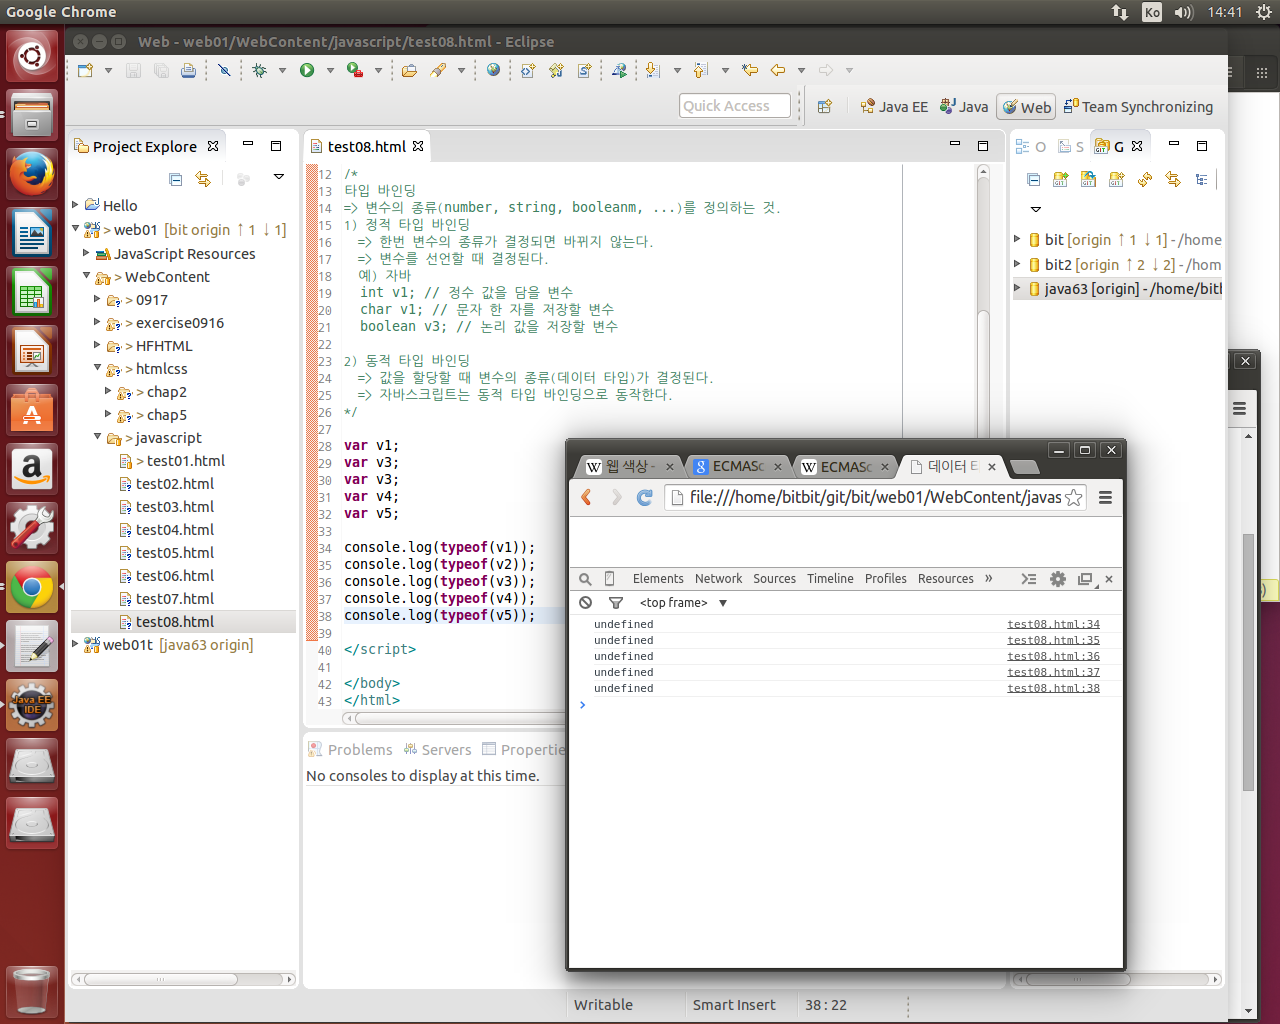 Google Chrome
Ko
14:41
Web - web01/WebContent/javascript/test08.html - Eclipse
Quick Access
Java EE
Java
Web
Team Synchronizing
Project Explore
Hello
> web01 [bit origin ↑1 ↓1]
JavaScript Resources
> WebContent
> 0917
> exercise0916
> HFHTML
> htmlcss
> chap2
> chap5
> javascript
> test01.html
test02.html
test03.html
test04.html
test05.html
test06.html
test07.html
test08.html
web01t [java63 origin]
test08.html
12 /*
13 타입 바인딩
14 => 변수의 종류(number, string, booleanm, ...)를 정의하는 것.
15 1) 정적 타입 바인딩
16 => 한번 변수의 종류가 결정되면 바뀌지 않는다.
17 => 변수를 선언할 때 결정된다.
18 예) 자바
19 int v1; // 정수 값을 담을 변수
20 char v1; // 문자 한 자를 저장할 변수
21 boolean v3; // 논리 값을 저장할 변수
22
23 2) 동적 타입 바인딩
24 => 값을 할당할 때 변수의 종류(데이터 타입)가 결정된다.
25 => 자바스크립트는 동적 타입 바인딩으로 동작한다.
26 */
27
28 var v1;
29 var v3;
30 var v3;
31 var v4;
32 var v5;
33
34 console.log(typeof(v1));
35 console.log(typeof(v2));
36 console.log(typeof(v3));
37 console.log(typeof(v4));
38 console.log(typeof(v5));
39
40 </script>
41
42 </body>
43 </html>
O
S
G
bit [origin ↑1 ↓1] - /home
bit2 [origin ↑2 ↓2] - /hom
java63 [origin] - /home/bitl
Problems
Servers
Propertie
No consoles to display at this time.
웹 색상 -
ECMASc
ECMASc
데이터 E
file:///home/bitbit/git/bit/web01/WebContent/javas
Elements
Network
Sources
Timeline
Profiles
Resources
»
<top frame>
undefined test08.html:34
undefined test08.html:35
undefined test08.html:36
undefined test08.html:37
undefined test08.html:38
>
Writable
Smart Insert
38 : 22
Java EE
IDE